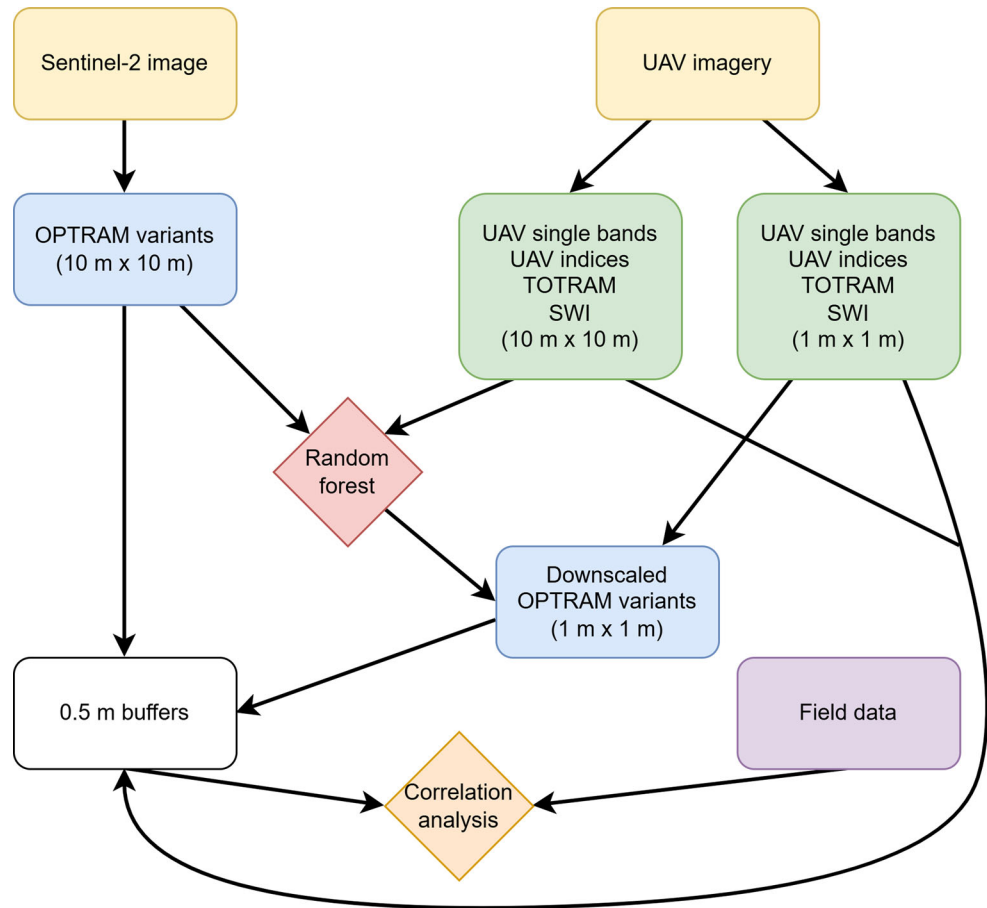 Sentinel-2 image
UAV imagery
OPTRAM variants
(10 m x 10 m)
UAV single bands
UAV indices
TOTRAM
SWI
(10 m x 10 m)
UAV single bands
UAV indices
TOTRAM
SWI
(1 m x 1 m)
Random
forest
Downscaled
OPTRAM variants
(1 m x 1 m)
0.5 m buffers
Field data
Correlation
analysis